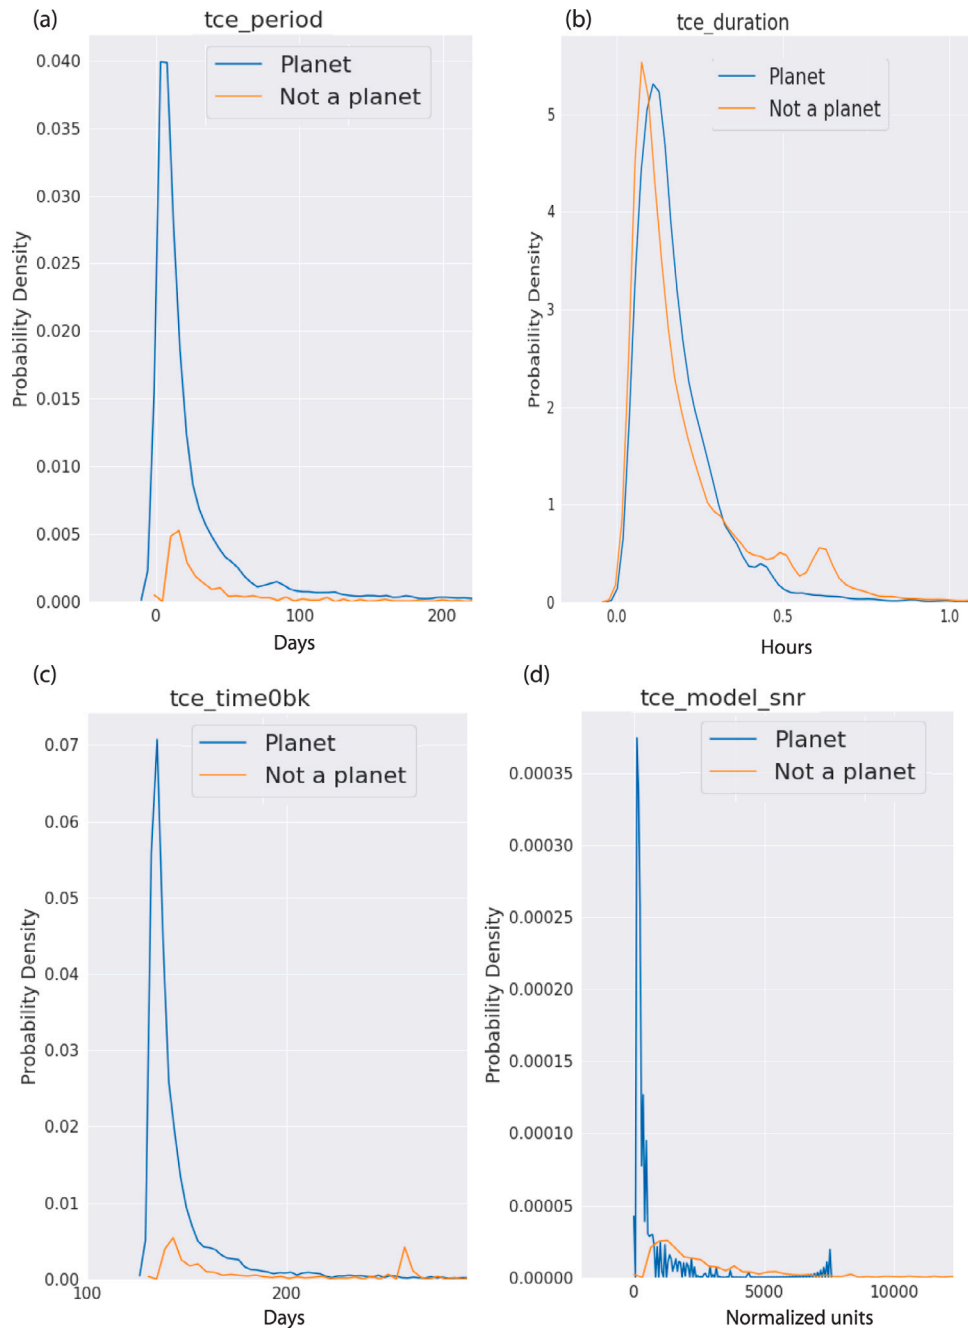 (a)
tce_period
Planet
Not a planet
0.040
0.035
0.030
0.025
0.020
0.015
0.010
0.005
0.000
Probability Density
0
100
200
Days
(b)
tce_duration
Planet
Not a planet
5
4
3
2
1
0
Probability Density
0.0
0.5
1.0
Hours
(c)
tce_time0bk
Planet
Not a planet
0.07
0.06
0.05
0.04
0.03
0.02
0.01
0.00
Probability Density
100
200
Days
(d)
tce_model_snr
Planet
Not a planet
0.00035
0.00030
0.00025
0.00020
0.00015
0.00010
0.00005
0.00000
Probability Density
0
5000
10000
Normalized units